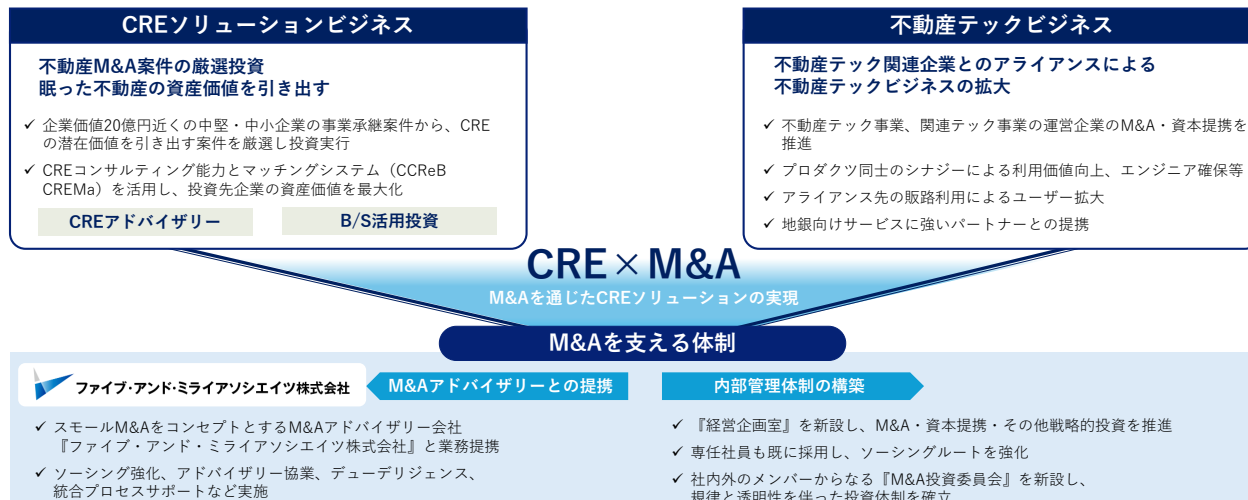 CREソリューションビジネス
不動産M&A案件の厳選投資
眠った不動産の資産価値を引き出す
✓ 企業価値20億円近くの中堅・中小企業の事業承継案件から、CRE
の潜在価値を引き出す案件を厳選し投資実行
✓ CREコンサルティング能力とマッチングシステム（CCReB
CREMa）を活用し、投資先企業の資産価値を最大化
CREアドバイザリー
B/S活用投資
不動産テックビジネス
不動産テック関連企業とのアライアンスによる
不動産テックビジネスの拡大
✓ 不動産テック事業、関連テック事業の運営企業のM&A・資本提携を
推進
✓ プロダクツ同士のシナジーによる利用価値向上、エンジニア確保等
✓ アライアンス先の販路利用によるユーザー拡大
✓ 地銀向けサービスに強いパートナーとの提携
CRE×M&A
M&Aを通じたCREソリューションの実現
M&Aを支える体制
ファイブ・アンド・ミライアソシエイツ株式会社
M&Aアドバイザリーとの提携
✓ スモールM&AをコンセプトとするM&Aアドバイザリー会社
『ファイブ・アンド・ミライアソシエイツ株式会社』と業務提携
✓ ソーシング強化、アドバイザリー協業、デューデリジェンス、
統合プロセスサポートなど実施
内部管理体制の構築
✓ 『経営企画室』を新設し、M&A・資本提携・その他戦略的投資を推進
✓ 専任社員も既に採用し、ソーシングルートを強化
✓ 社内外のメンバーからなる『M&A投資委員会』を新設し、
規律と透明性を伴った投資体制を確立